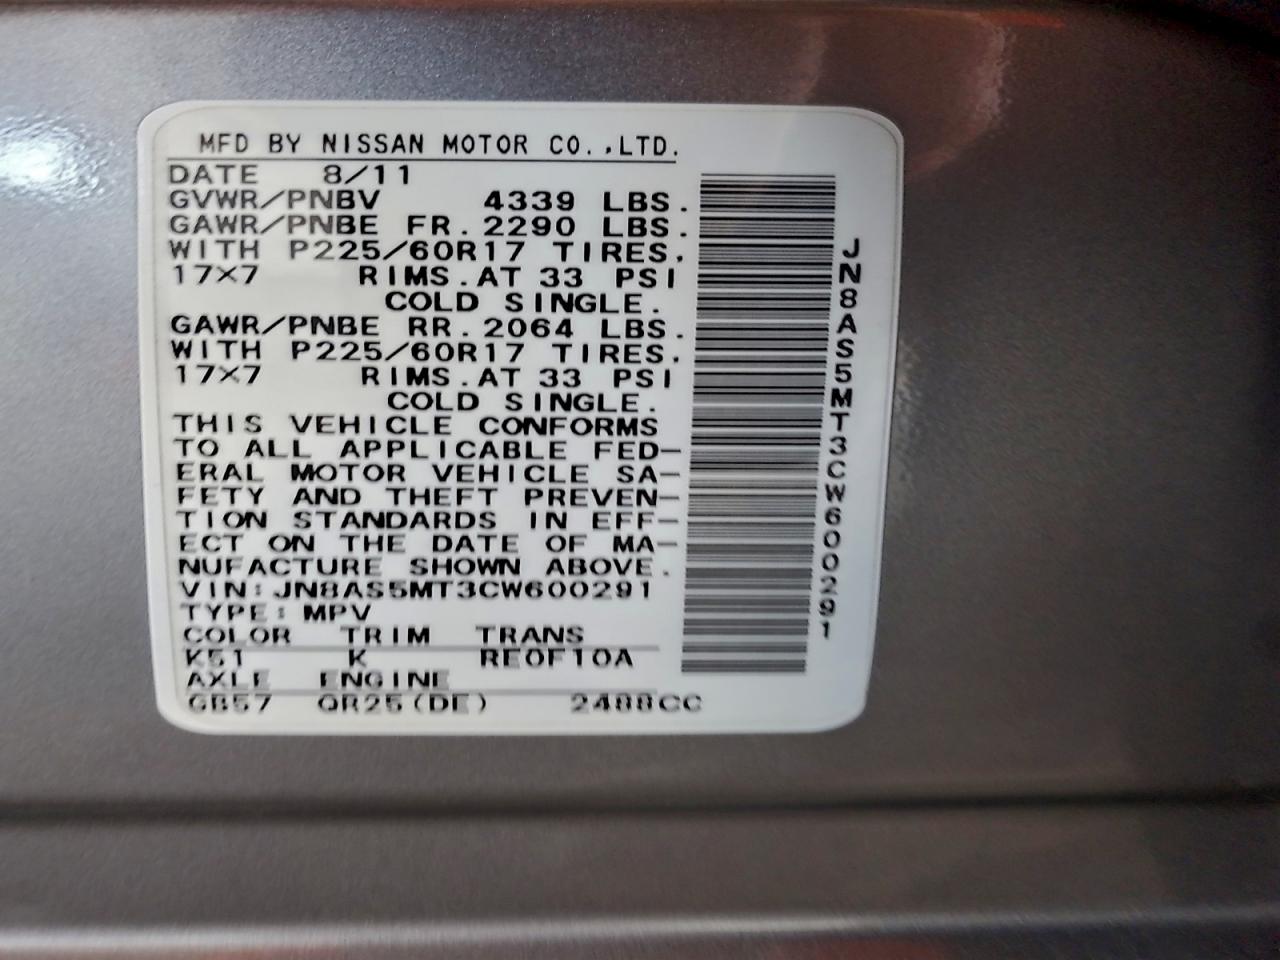 MFD BY NISSAN MOTOR CO.,LTD.
DATE 8/11
GVWR/PNBV 4339 LBS.
GAWR/PNBE FR. 2290 LBS.
WITH P225/60R17 TIRES.
17×7 RIMS. AT 33 PSI
COLD SINGLE.
GAWR/PNBE RR. 2064 LBS.
WITH P225/60R17 TIRES.
17×7 RIMS. AT 33 PSI
COLD SINGLE.
THIS VEHICLE CONFORMS
TO ALL APPLICABLE FED-
ERAL MOTOR VEHICLE SA-
FETY AND THEFT PREVEN-
TION STANDARDS IN EFF-
ECT ON THE DATE OF MA-
NUFACTURE SHOWN ABOVE.
VIN: JN8AS5MT3CW600291
TYPE: MPV
COLOR TRIM TRANS
K51 K RE0F10A
AXLE ENGINE
GB57 QR25(DE) 2488CC
JN8AS5MT3CW600291